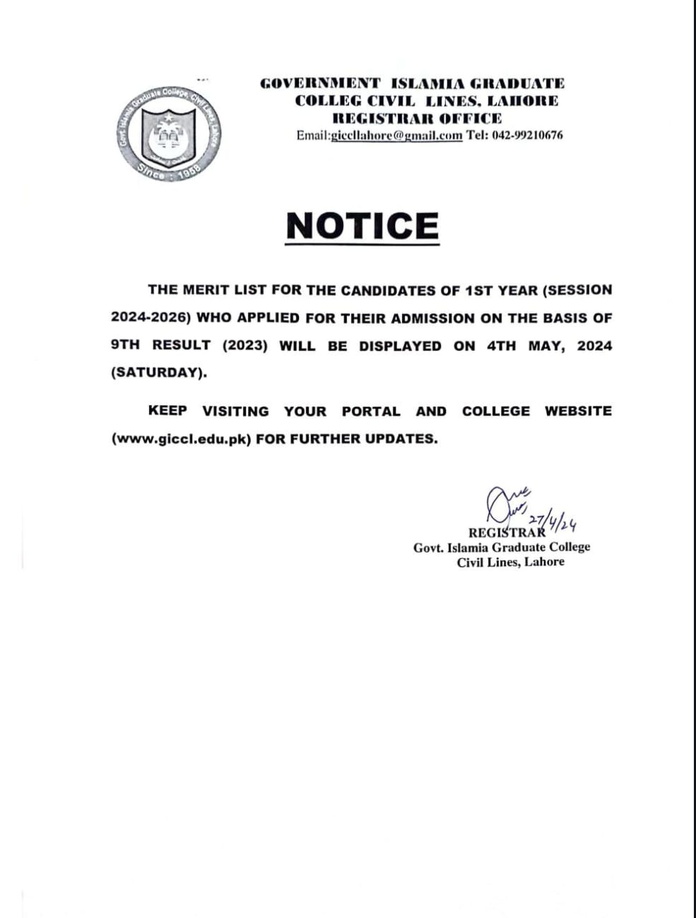 GOVERNMENT ISLAMIA GRADUATE
COLLEG CIVIL LINES, LAHORE
REGISTRAR OFFICE
Email:giccllahore@gmail.com Tel: 042-99210676
Govt. Islamia Graduate College, Civil Lines, Lahore
Since : 1958
NOTICE
THE MERIT LIST FOR THE CANDIDATES OF 1ST YEAR (SESSION
2024-2026) WHO APPLIED FOR THEIR ADMISSION ON THE BASIS OF
9TH RESULT (2023) WILL BE DISPLAYED ON 4TH MAY, 2024
(SATURDAY).
KEEP VISITING YOUR PORTAL AND COLLEGE WEBSITE
(www.giccl.edu.pk) FOR FURTHER UPDATES.
27/4/24
REGISTRAR
Govt. Islamia Graduate College
Civil Lines, Lahore